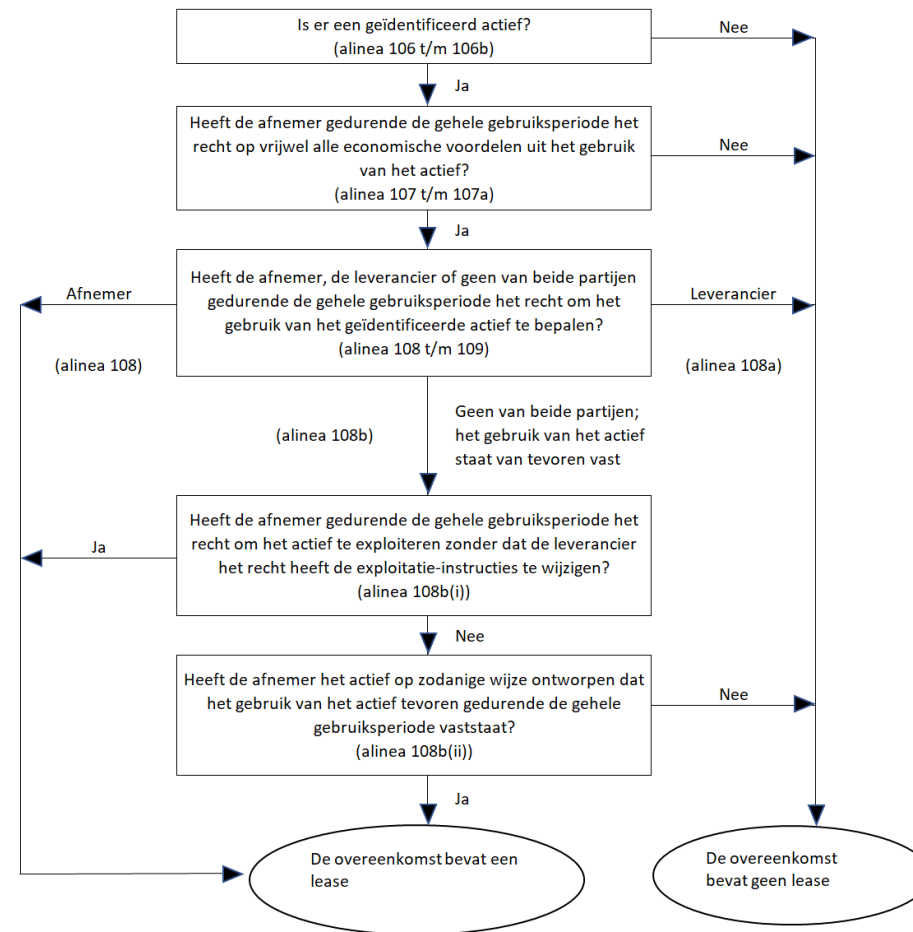 Is er een geïdentificeerd actief?
(alinea 106 t/m 106b)
Nee
Ja
Heeft de afnemer gedurende de gehele gebruiksperiode het
recht op vrijwel alle economische voordelen uit het gebruik
van het actief?
(alinea 107 t/m 107a)
Nee
Ja
Heeft de afnemer, de leverancier of geen van beide partijen
gedurende de gehele gebruiksperiode het recht om het
gebruik van het geïdentificeerde actief te bepalen?
(alinea 108 t/m 109)
Afnemer
(alinea 108)
Leverancier
(alinea 108a)
(alinea 108b)
Geen van beide partijen;
het gebruik van het actief
staat van tevoren vast
Heeft de afnemer gedurende de gehele gebruiksperiode het
recht om het actief te exploiteren zonder dat de leverancier
het recht heeft de exploitatie-instructies te wijzigen?
(alinea 108b(i))
Ja
Nee
Heeft de afnemer het actief op zodanige wijze ontworpen dat
het gebruik van het actief tevoren gedurende de gehele
gebruiksperiode vaststaat?
(alinea 108b(ii))
Nee
Ja
De overeenkomst bevat een
lease
De overeenkomst
bevat geen lease